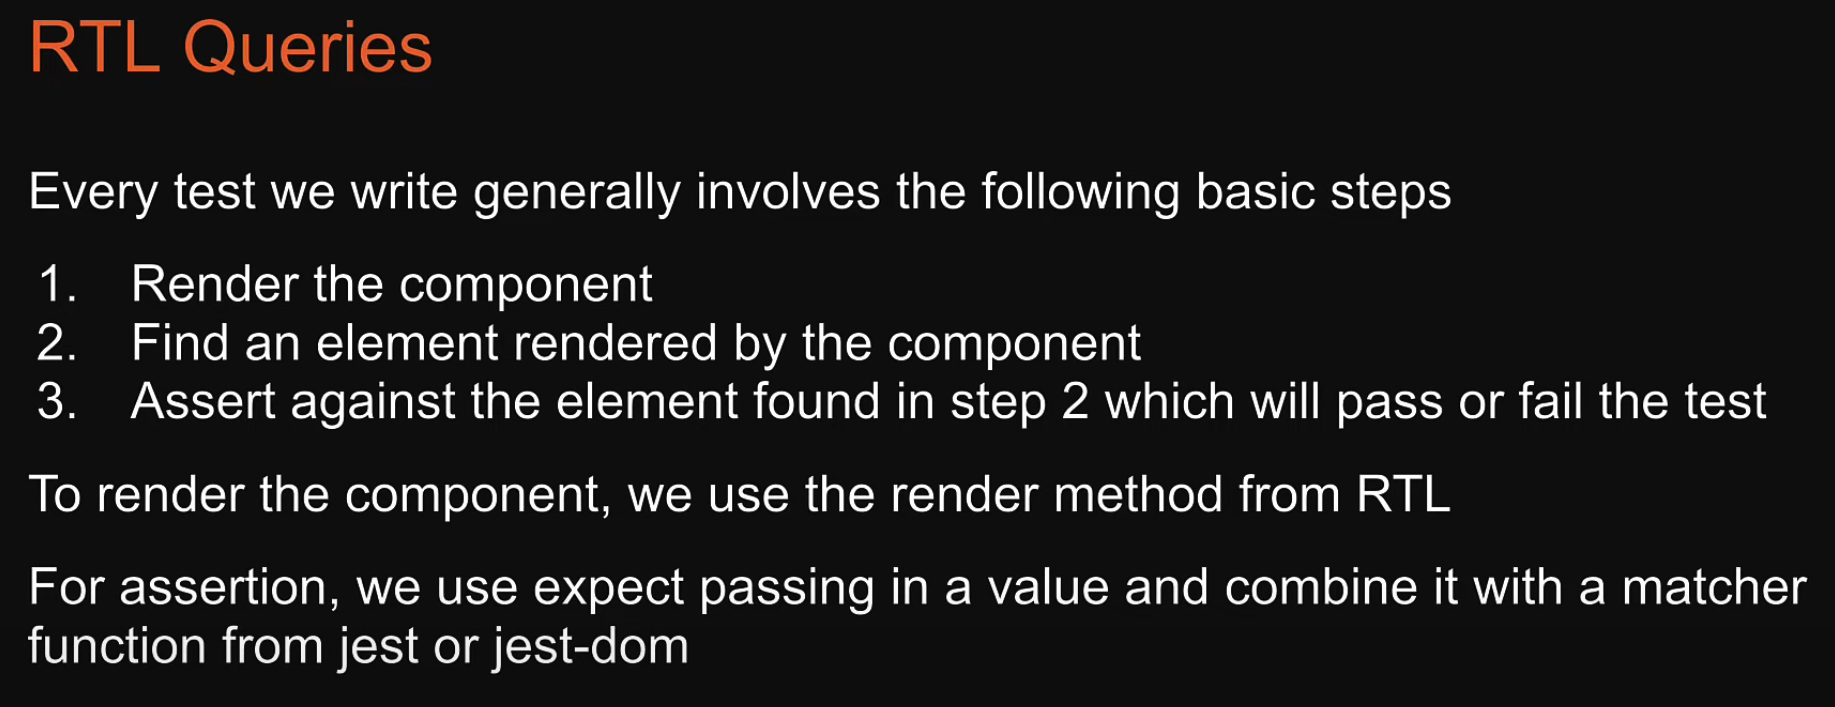 RTL Queries
Every test we write generally involves the following basic steps
1. Render the component
2. Find an element rendered by the component
3. Assert against the element found in step 2 which will pass or fail the test
To render the component, we use the render method from RTL
For assertion, we use expect passing in a value and combine it with a matcher
function from jest or jest-dom